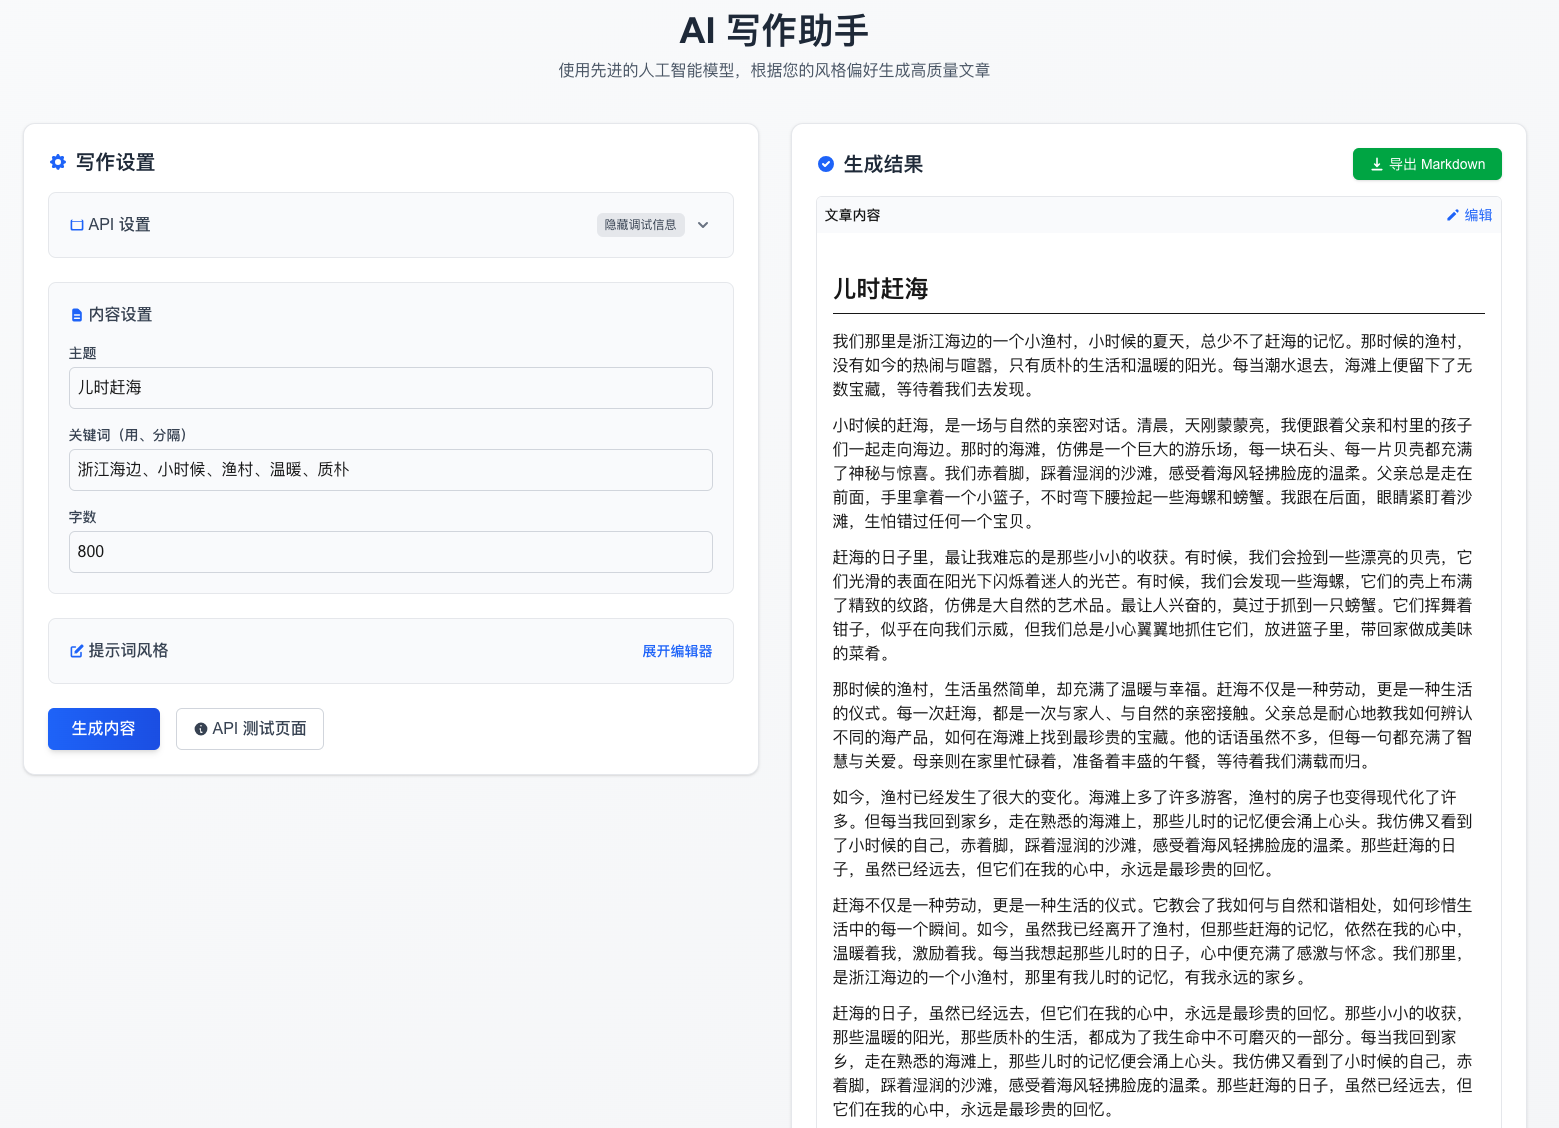 AI 写作助手
使用先进的人工智能模型，根据您的风格偏好生成高质量文章
写作设置
API 设置
隐藏调试信息
内容设置
主题
儿时赶海
关键词（用、分隔）
浙江海边、小时候、渔村、温暖、质朴
字数
800
提示词风格
展开编辑器
生成内容
API 测试页面
生成结果
导出 Markdown
文章内容
编辑
儿时赶海
我们那里是浙江海边的一个小渔村，小时候的夏天，总少不了赶海的记忆。那时候的渔村，
没有如今的热闹与喧嚣，只有质朴的生活和温暖的阳光。每当潮水退去，海滩上便留下了无
数宝藏，等待着我们去发现。
小时候的赶海，是一场与自然的亲密对话。清晨，天刚蒙蒙亮，我便跟着父亲和村里的孩子
们一起走向海边。那时的海滩，仿佛是一个巨大的游乐场，每一块石头、每一片贝壳都充满
了神秘与惊喜。我们赤着脚，踩着湿润的沙滩，感受着海风轻拂脸庞的温柔。父亲总是走在
前面，手里拿着一个小篮子，不时弯下腰捡起一些海螺和螃蟹。我跟在后面，眼睛紧盯着沙
滩，生怕错过任何一个宝贝。
赶海的日子里，最让我难忘的是那些小小的收获。有时候，我们会捡到一些漂亮的贝壳，它
们光滑的表面在阳光下闪烁着迷人的光芒。有时候，我们会发现一些海螺，它们的壳上布满
了精致的纹路，仿佛是大自然的艺术品。最让人兴奋的，莫过于抓到一只螃蟹。它们挥舞着
钳子，似乎在向我们示威，但我们总是小心翼翼地抓住它们，放进篮子里，带回家做成美味
的菜肴。
那时候的渔村，生活虽然简单，却充满了温暖与幸福。赶海不仅是一种劳动，更是一种生活
的仪式。每一次赶海，都是一次与家人、与自然的亲密接触。父亲总是耐心地教我如何辨认
不同的海产品，如何在海滩上找到最珍贵的宝藏。他的话语虽然不多，但每一句都充满了智
慧与关爱。母亲则在家里忙碌着，准备着丰盛的午餐，等待着我们满载而归。
如今，渔村已经发生了很大的变化。海滩上多了许多游客，渔村的房子也变得现代化了许
多。但每当我回到家乡，走在熟悉的海滩上，那些儿时的记忆便会涌上心头。我仿佛又看到
了小时候的自己，赤着脚，踩着湿润的沙滩，感受着海风轻拂脸庞的温柔。那些赶海的日
子，虽然已经远去，但它们在我的心中，永远是最珍贵的回忆。
赶海不仅是一种劳动，更是一种生活的仪式。它教会了我如何与自然和谐相处，如何珍惜生
活中的每一个瞬间。如今，虽然我已经离开了渔村，但那些赶海的记忆，依然在我的心中，
温暖着我，激励着我。每当我想起那些儿时的日子，心中便充满了感激与怀念。我们那里，
是浙江海边的一个小渔村，那里有我儿时的记忆，有我永远的家乡。
赶海的日子，虽然已经远去，但它们在我的心中，永远是最珍贵的回忆。那些小小的收获，
那些温暖的阳光，那些质朴的生活，都成为了我生命中不可磨灭的一部分。每当我回到家
乡，走在熟悉的海滩上，那些儿时的记忆便会涌上心头。我仿佛又看到了小时候的自己，赤
着脚，踩着湿润的沙滩，感受着海风轻拂脸庞的温柔。那些赶海的日子，虽然已经远去，但
它们在我的心中，永远是最珍贵的回忆。